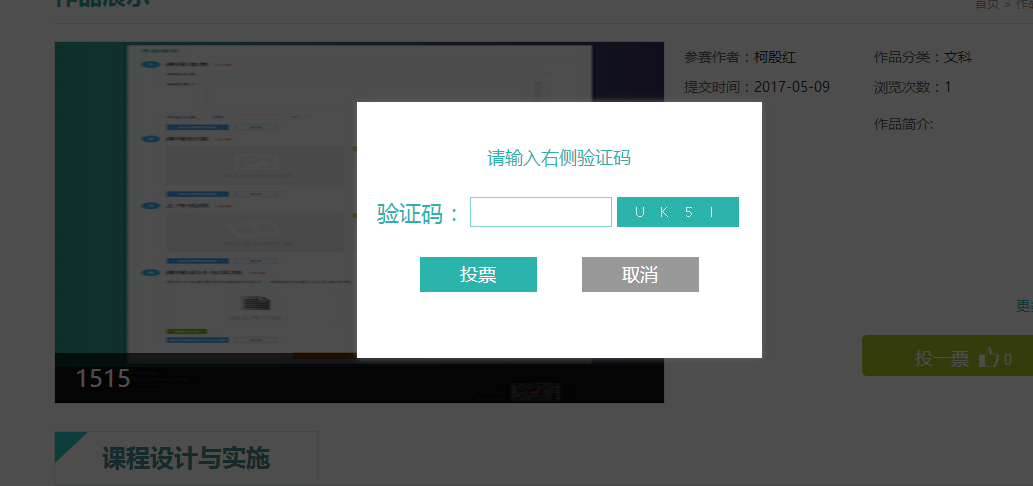 作品展示
首页 > 作品
参赛作者：柯殷红
作品分类：文科
提交时间：2017-05-09
浏览次数：1
作品简介:
请输入右侧验证码
验证码：
U K 5 I
投票
取消
投一票 0
1515
课程设计与实施